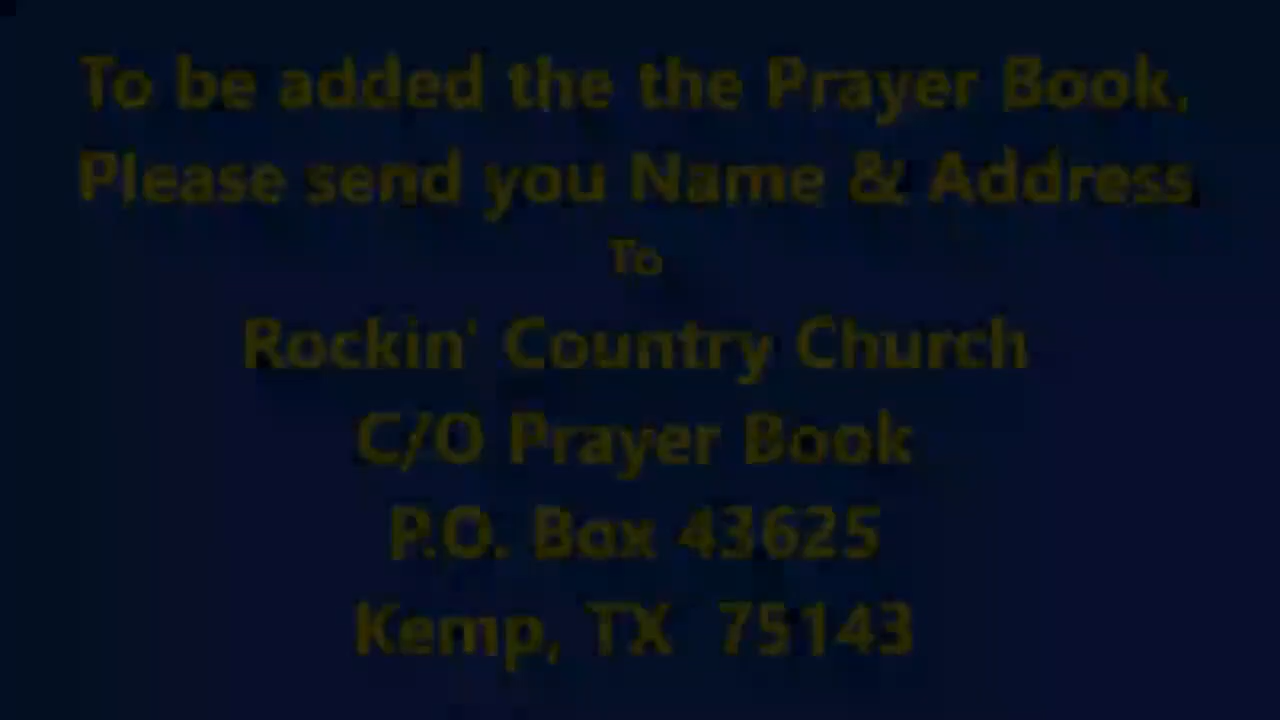 To be added the the Prayer Book,
Please send you Name & Address
To
Rockin' Country Church
C/O Prayer Book
P.O. Box 43625
Kemp, TX 75143